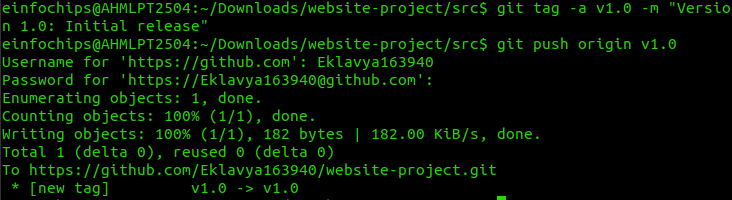 einfochips@AHMLPT2504:~/Downloads/website-project/src$ git tag -a v1.0 -m "Versio
n 1.0: Initial release"
einfochips@AHMLPT2504:~/Downloads/website-project/src$ git push origin v1.0
Username for 'https://github.com': Eklavya163940
Password for 'https://Eklavya163940@github.com':
Enumerating objects: 1, done.
Counting objects: 100% (1/1), done.
Writing objects: 100% (1/1), 182 bytes | 182.00 KiB/s, done.
Total 1 (delta 0), reused 0 (delta 0)
To https://github.com/Eklavya163940/website-project.git
 * [new tag]         v1.0 -> v1.0